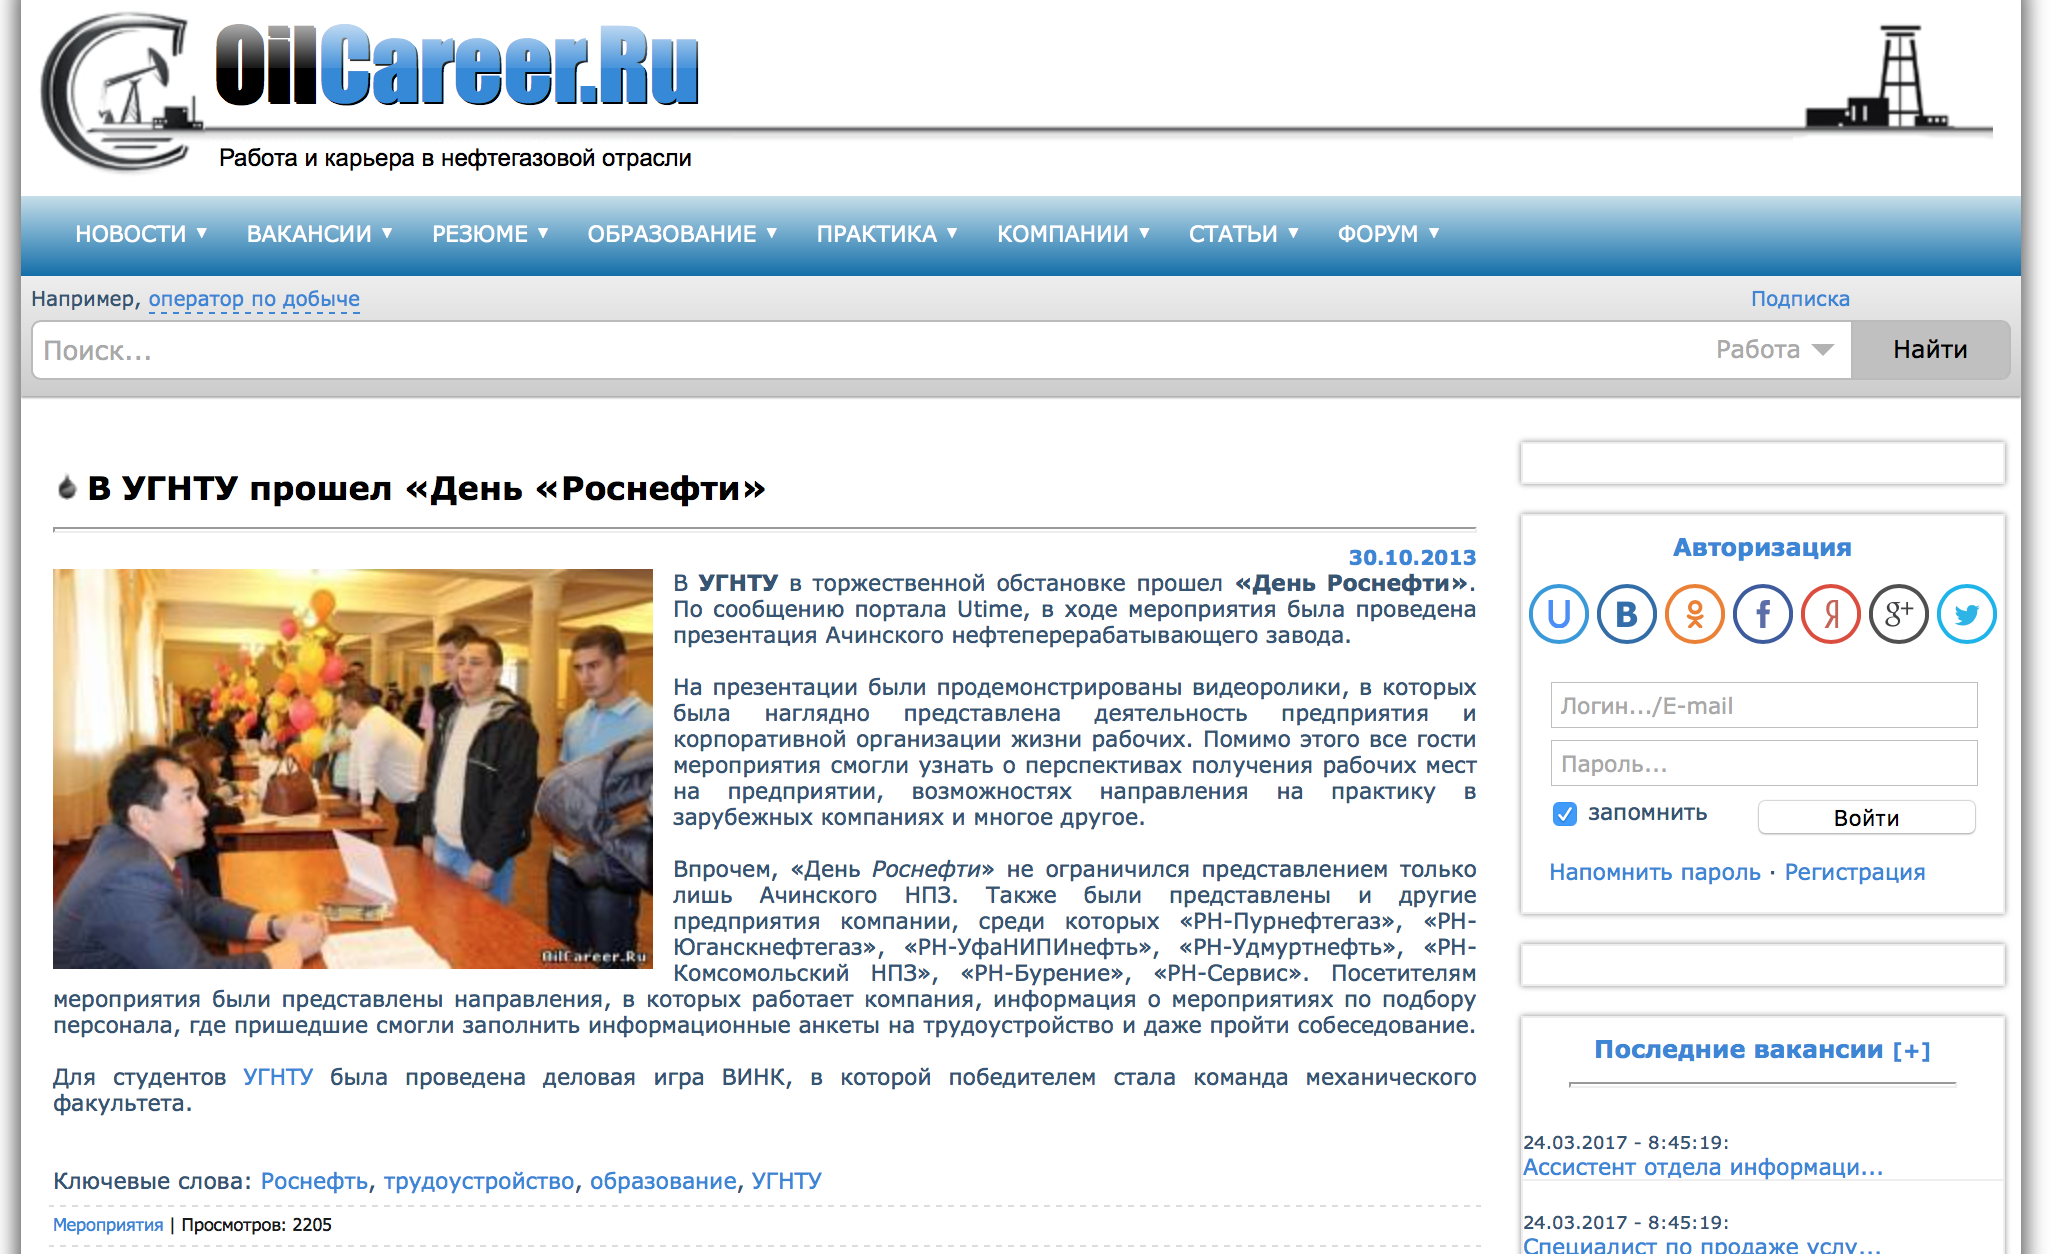 OilCareer.Ru
Работа и карьера в нефтегазовой отрасли
НОВОСТИ ▼ ВАКАНСИИ ▼ РЕЗЮМЕ ▼ ОБРАЗОВАНИЕ ▼ ПРАКТИКА ▼ КОМПАНИИ ▼ СТАТЬИ ▼ ФОРУМ ▼
Например, оператор по добыче
Подписка
Поиск...
Работа
Найти
В УГНТУ прошел «День «Роснефти»
30.10.2013
В УГНТУ в торжественной обстановке прошел «День Роснефти».
По сообщению портала Utime, в ходе мероприятия была проведена
презентация Ачинского нефтеперерабатывающего завода.
На презентации были продемонстрированы видеоролики, в которых
была наглядно представлена деятельность предприятия и
корпоративной организации жизни рабочих. Помимо этого все гости
мероприятия смогли узнать о перспективах получения рабочих мест
на предприятии, возможностях направления на практику в
зарубежных компаниях и многое другое.
Впрочем, «День Роснефти» не ограничился представлением только
лишь Ачинского НПЗ. Также были представлены и другие
предприятия компании, среди которых «РН-Пурнефтегаз», «РН-
Юганскнефтегаз», «РН-УфаНИПИнефть», «РН-Удмуртнефть», «РН-
Комсомольский НПЗ», «РН-Бурение», «РН-Сервис». Посетителям
мероприятия были представлены направления, в которых работает компания, информация о мероприятиях по подбору
персонала, где пришедшие смогли заполнить информационные анкеты на трудоустройство и даже пройти собеседование.
Для студентов УГНТУ была проведена деловая игра ВИНК, в которой победителем стала команда механического
факультета.
OilCareer.Ru
Ключевые слова: Роснефть, трудоустройство, образование, УГНТУ
Мероприятия | Просмотров: 2205
Авторизация
U В f Я g+
Логин.../E-mail
Пароль...
запомнить
Войти
Напомнить пароль · Регистрация
Последние вакансии [+]
24.03.2017 - 8:45:19:
Ассистент отдела информаци...
24.03.2017 - 8:45:19:
Специалист по продаже услу...